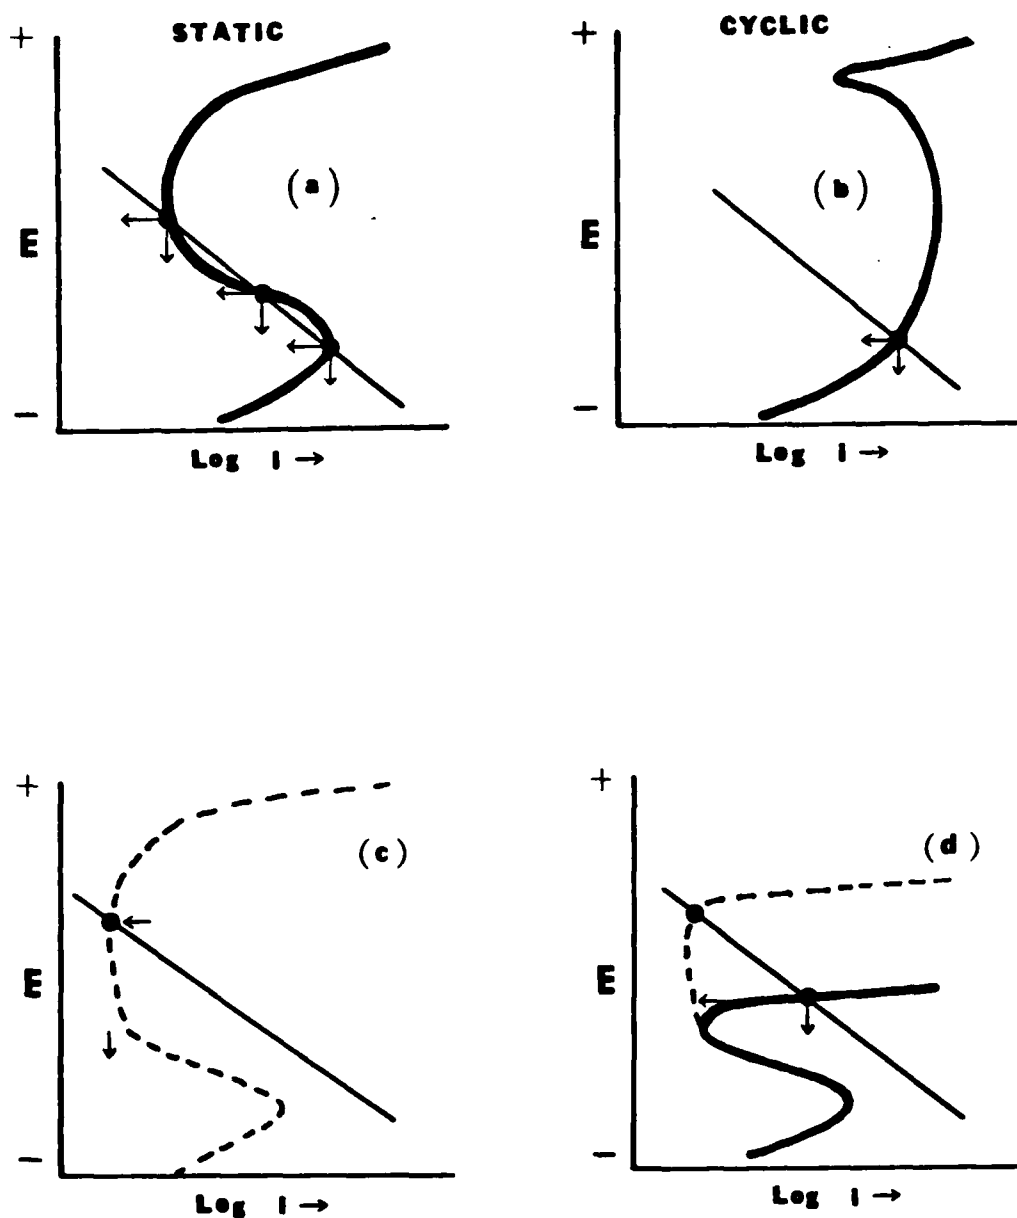 STATIC
+
(a)
E
−
Log i →
CYCLIC
+
(b)
E
−
Log i →
+
(c)
E
−
Log i →
+
(d)
E
−
Log i →